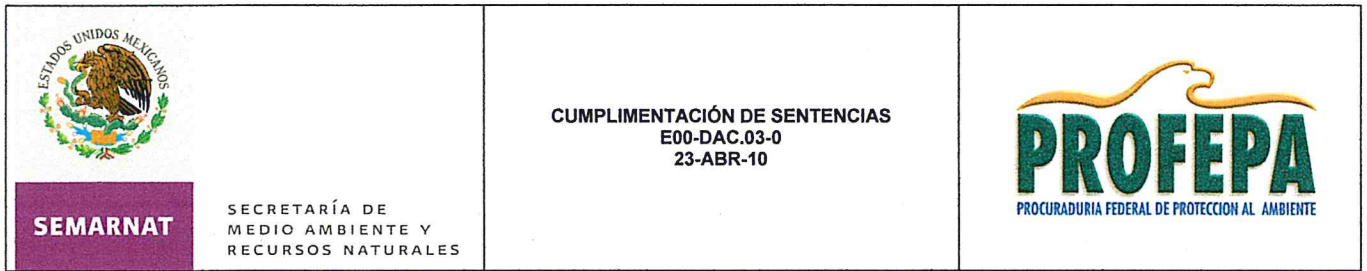 ESTADOS UNIDOS MEXICANOS
SEMARNAT
SECRETARÍA DE
MEDIO AMBIENTE Y
RECURSOS NATURALES
CUMPLIMENTACIÓN DE SENTENCIAS
E00-DAC.03-0
23-ABR-10
PROFEPA
PROCURADURIA FEDERAL DE PROTECCION AL AMBIENTE